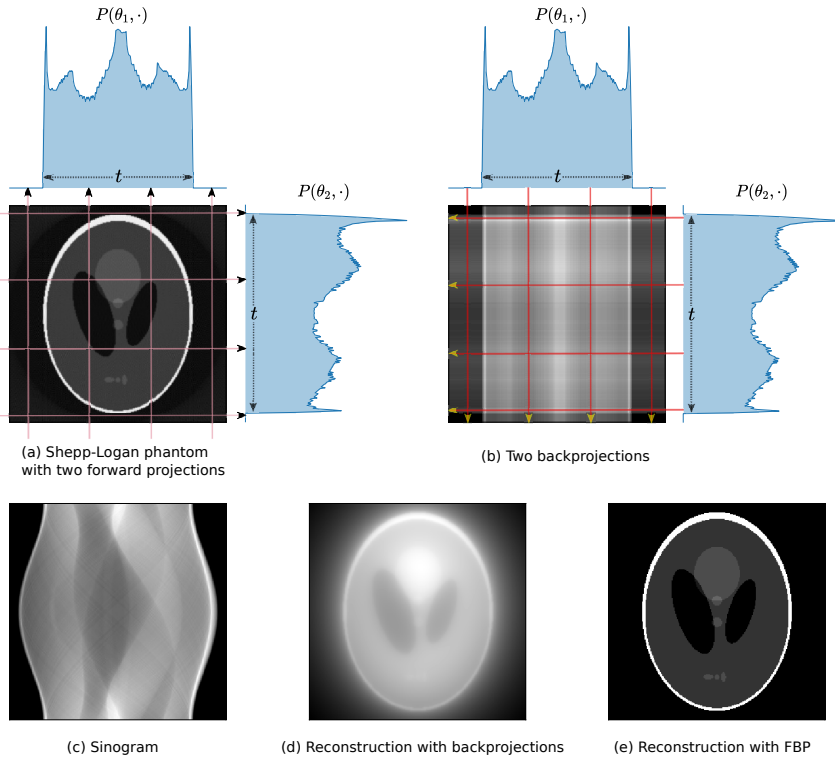 P(θ₁, ·)
P(θ₁, ·)
t
t
P(θ₂, ·)
P(θ₂, ·)
t
t
(a) Shepp-Logan phantom
with two forward projections
(b) Two backprojections
(c) Sinogram
(d) Reconstruction with backprojections
(e) Reconstruction with FBP